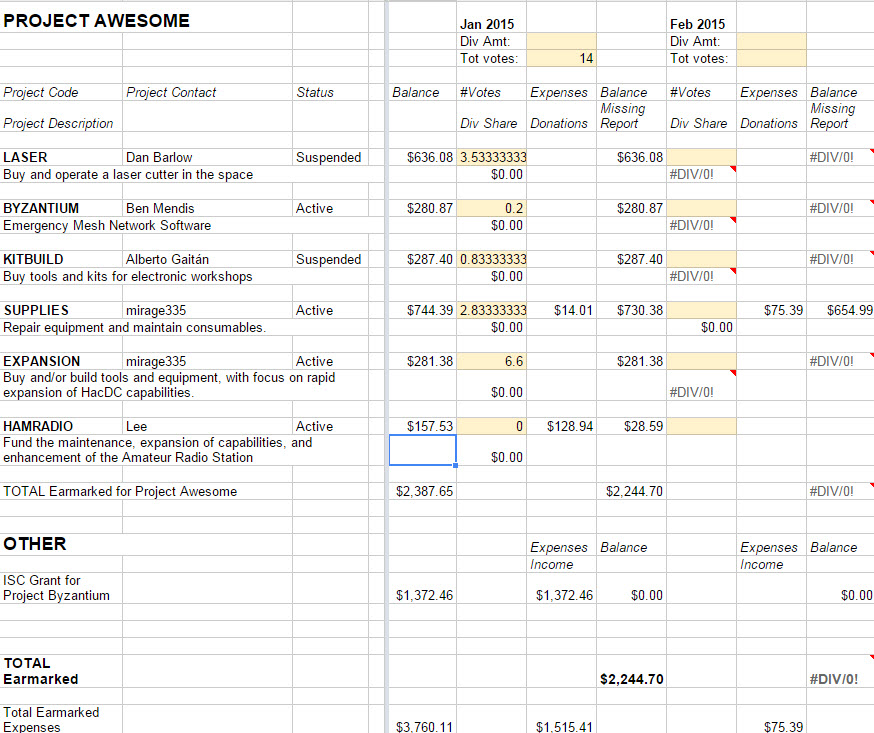 PROJECT AWESOME Jan 2015 Feb 2015
Div Amt: Div Amt:
Tot votes: 14 Tot votes:
Project Code Project Contact Status Balance #Votes Expenses Balance #Votes Expenses Balance
Missing Missing
Project Description Div Share Donations Report Div Share Donations Report
LASER Dan Barlow Suspended $636.08 3.53333333 $636.08 #DIV/0!
Buy and operate a laser cutter in the space $0.00 #DIV/0!
BYZANTIUM Ben Mendis Active $280.87 0.2 $280.87 #DIV/0!
Emergency Mesh Network Software $0.00 #DIV/0!
KITBUILD Alberto Gaitán Suspended $287.40 0.83333333 $287.40 #DIV/0!
Buy tools and kits for electronic workshops $0.00 #DIV/0!
SUPPLIES mirage335 Active $744.39 2.83333333 $14.01 $730.38 $75.39 $654.99
Repair equipment and maintain consumables. $0.00 $0.00
EXPANSION mirage335 Active $281.38 6.6 $281.38 #DIV/0!
Buy and/or build tools and equipment, with focus on rapid
expansion of HacDC capabilities. $0.00 #DIV/0!
HAMRADIO Lee Active $157.53 0 $128.94 $28.59
Fund the maintenance, expansion of capabilities, and
enhancement of the Amateur Radio Station $0.00
TOTAL Earmarked for Project Awesome $2,387.65 $2,244.70 #DIV/0!
OTHER Expenses Balance Expenses Balance
Income Income
ISC Grant for
Project Byzantium $1,372.46 $1,372.46 $0.00 $0.00
TOTAL
Earmarked $2,244.70 #DIV/0!
Total Earmarked
Expenses $3,760.11 $1,515.41 $75.39